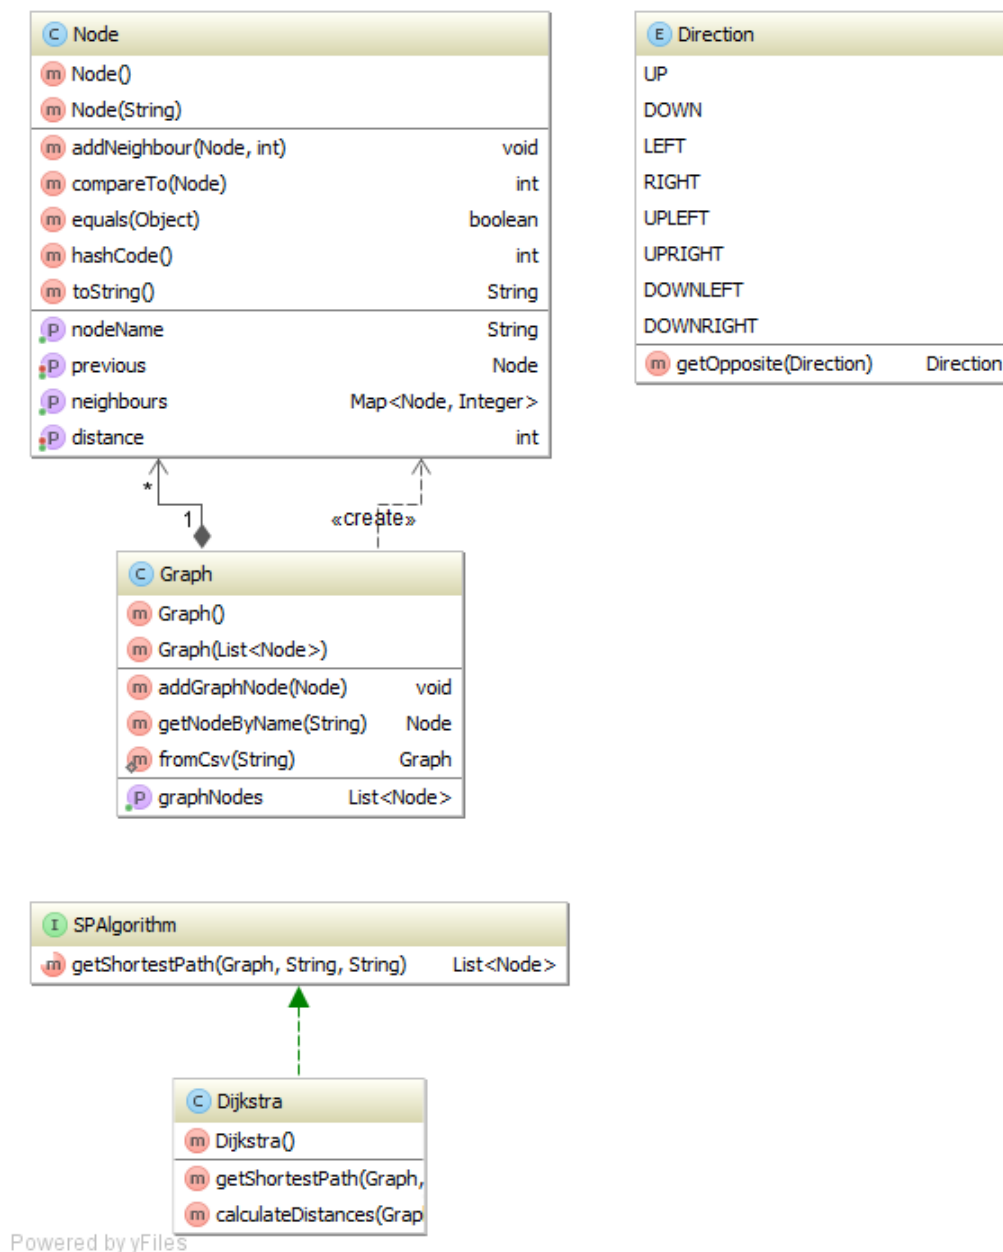 C Node
m Node()
m Node(String)
m addNeighbour(Node, int) void
m compareTo(Node) int
m equals(Object) boolean
m hashCode() int
m toString() String
P nodeName String
P previous Node
P neighbours Map<Node, Integer>
P distance int
E Direction
UP
DOWN
LEFT
RIGHT
UPLEFT
UPRIGHT
DOWNLEFT
DOWNRIGHT
m getOpposite(Direction) Direction
*
1
«create»
C Graph
m Graph()
m Graph(List<Node>)
m addGraphNode(Node) void
m getNodeByName(String) Node
m fromCsv(String) Graph
P graphNodes List<Node>
I SPAlgorithm
m getShortestPath(Graph, String, String) List<Node>
C Dijkstra
m Dijkstra()
m getShortestPath(Graph,
m calculateDistances(Grap
Powered by yFiles